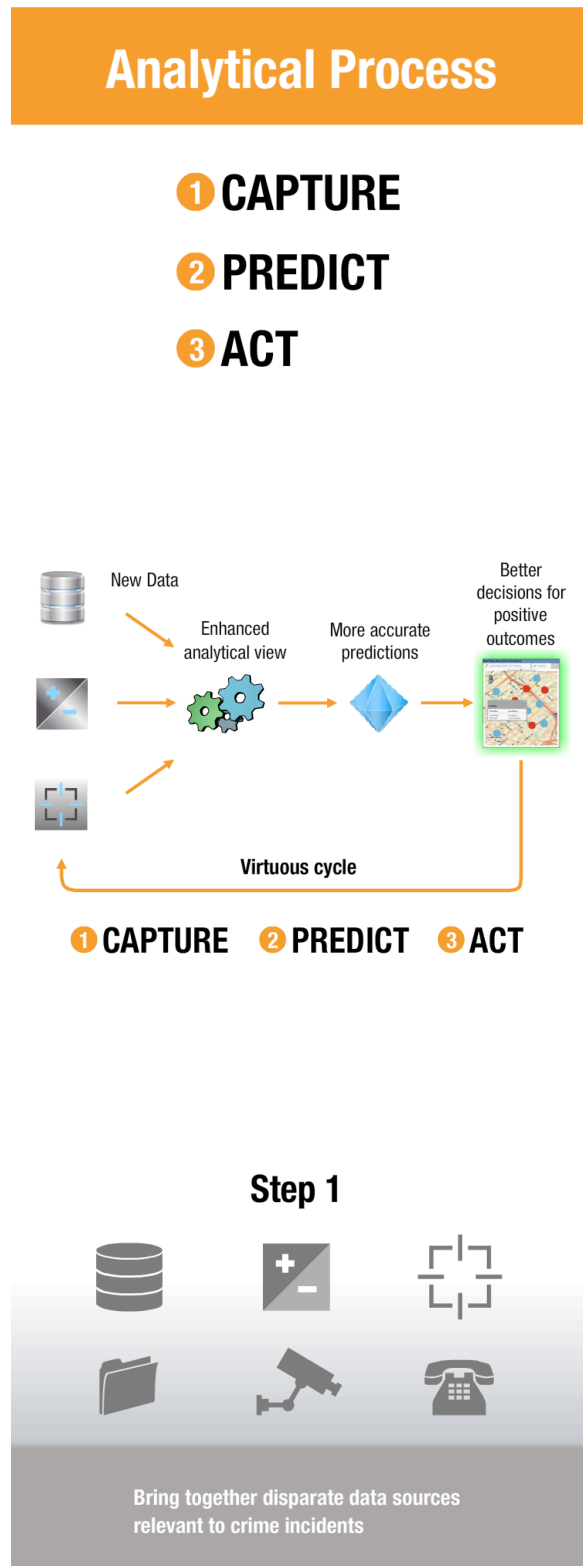 Analytical Process
1 CAPTURE
2 PREDICT
3 ACT
New Data
Enhanced
analytical view
More accurate
predictions
Better
decisions for
positive
outcomes
Virtuous cycle
1 CAPTURE 2 PREDICT 3 ACT
Step 1
Bring together disparate data sources
relevant to crime incidents